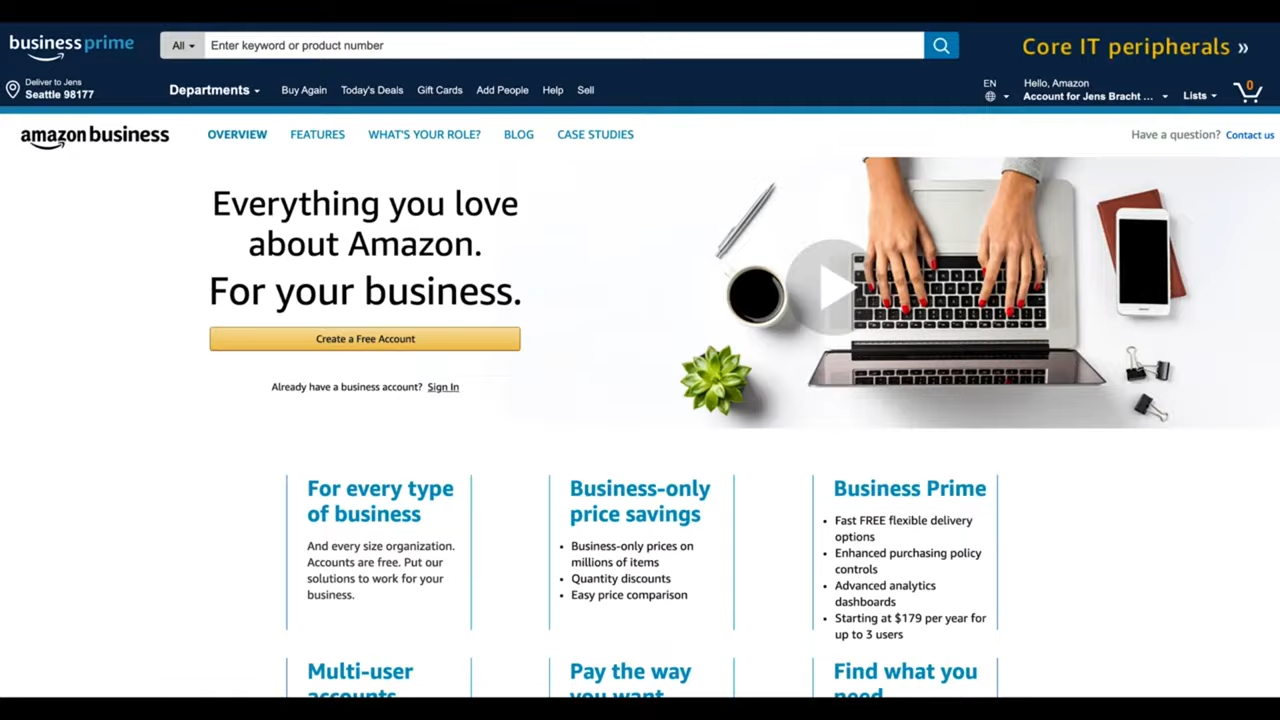 business prime
All
Enter keyword or product number
Core IT peripherals »
Deliver to Jens
Seattle 98177
Departments
Buy Again
Today's Deals
Gift Cards
Add People
Help
Sell
EN
Hello, Amazon
Account for Jens Bracht ...
Lists
0
amazon business
OVERVIEW
FEATURES
WHAT'S YOUR ROLE?
BLOG
CASE STUDIES
Have a question? Contact us
Everything you love
about Amazon.
For your business.
Create a Free Account
Already have a business account? Sign In
For every type
of business
And every size organization.
Accounts are free. Put our
solutions to work for your
business.
Business-only
price savings
• Business-only prices on
millions of items
• Quantity discounts
• Easy price comparison
Business Prime
• Fast FREE flexible delivery
options
• Enhanced purchasing policy
controls
• Advanced analytics
dashboards
• Starting at $179 per year for
up to 3 users
Multi-user
accounts
Pay the way
you want
Find what you
need